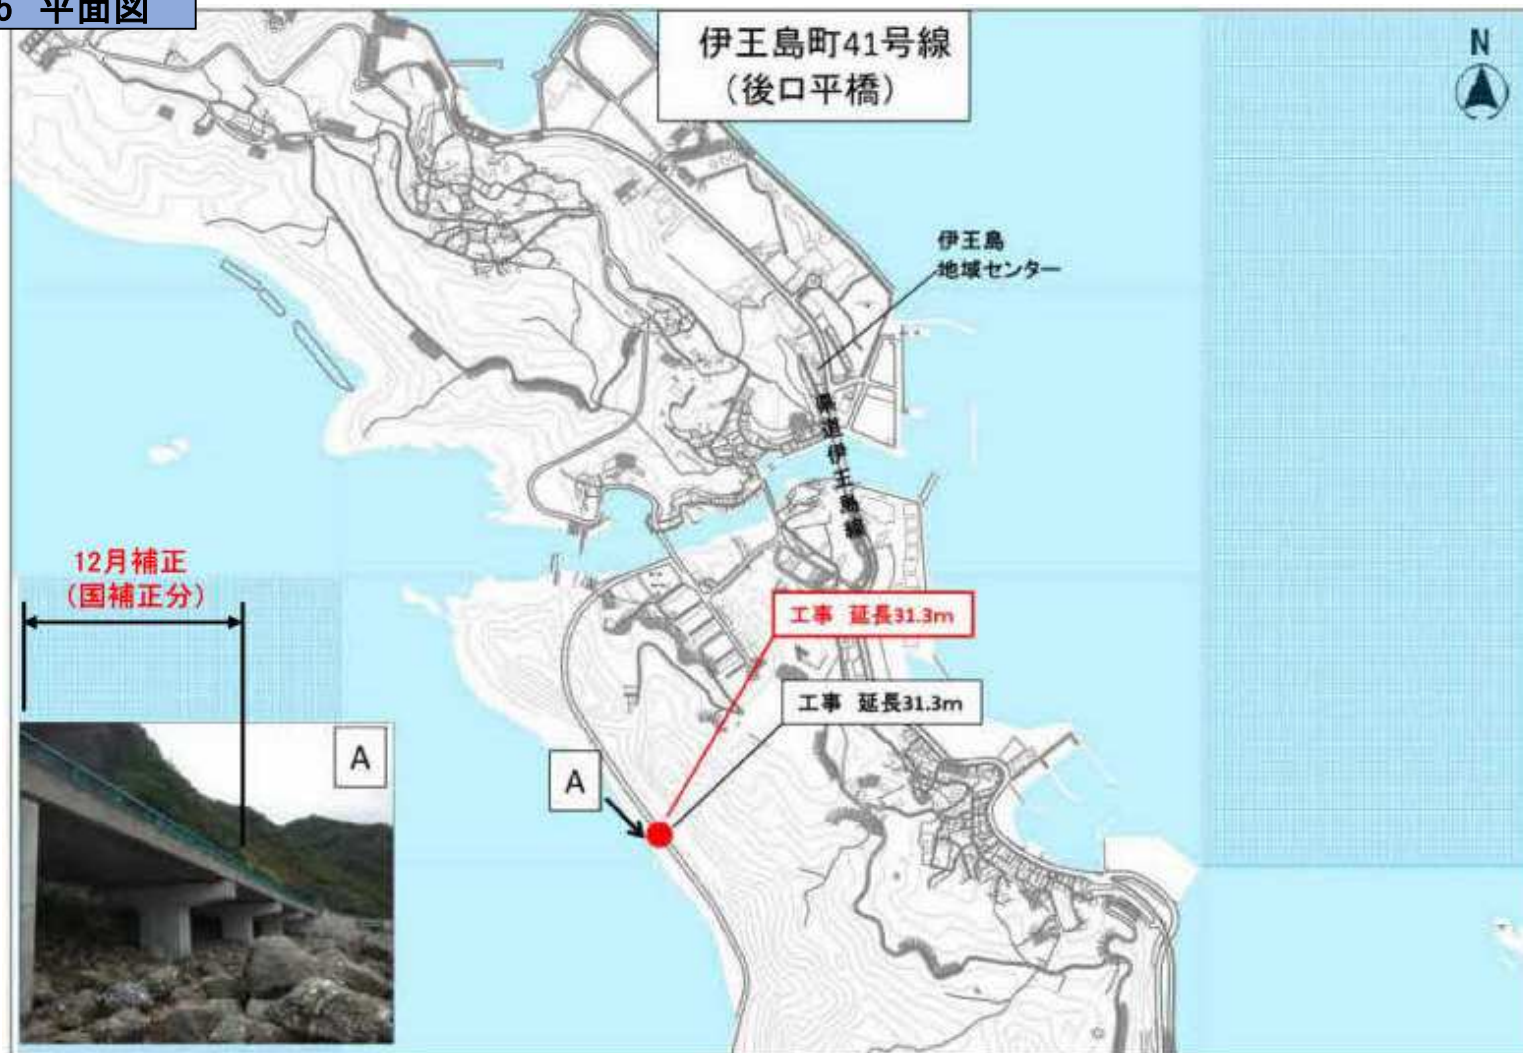 平面図
伊王島町41号線
（後口平橋）
N
伊王島
地域センター
県道伊王島線
12月補正
（国補正分）
工事 延長31.3m
工事 延長31.3m
A
A